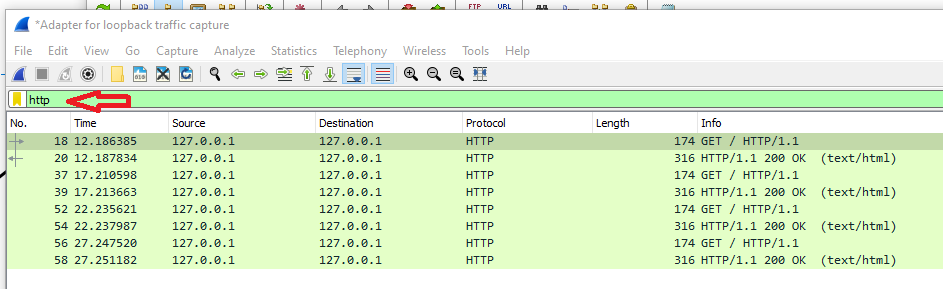 FTP URL
*Adapter for loopback traffic capture
File Edit View Go Capture Analyze Statistics Telephony Wireless Tools Help
http
No. Time Source Destination Protocol Length Info
18 12.186385 127.0.0.1 127.0.0.1 HTTP 174 GET / HTTP/1.1
20 12.187834 127.0.0.1 127.0.0.1 HTTP 316 HTTP/1.1 200 OK (text/html)
37 17.210598 127.0.0.1 127.0.0.1 HTTP 174 GET / HTTP/1.1
39 17.213663 127.0.0.1 127.0.0.1 HTTP 316 HTTP/1.1 200 OK (text/html)
52 22.235621 127.0.0.1 127.0.0.1 HTTP 174 GET / HTTP/1.1
54 22.237987 127.0.0.1 127.0.0.1 HTTP 316 HTTP/1.1 200 OK (text/html)
56 27.247520 127.0.0.1 127.0.0.1 HTTP 174 GET / HTTP/1.1
58 27.251182 127.0.0.1 127.0.0.1 HTTP 316 HTTP/1.1 200 OK (text/html)